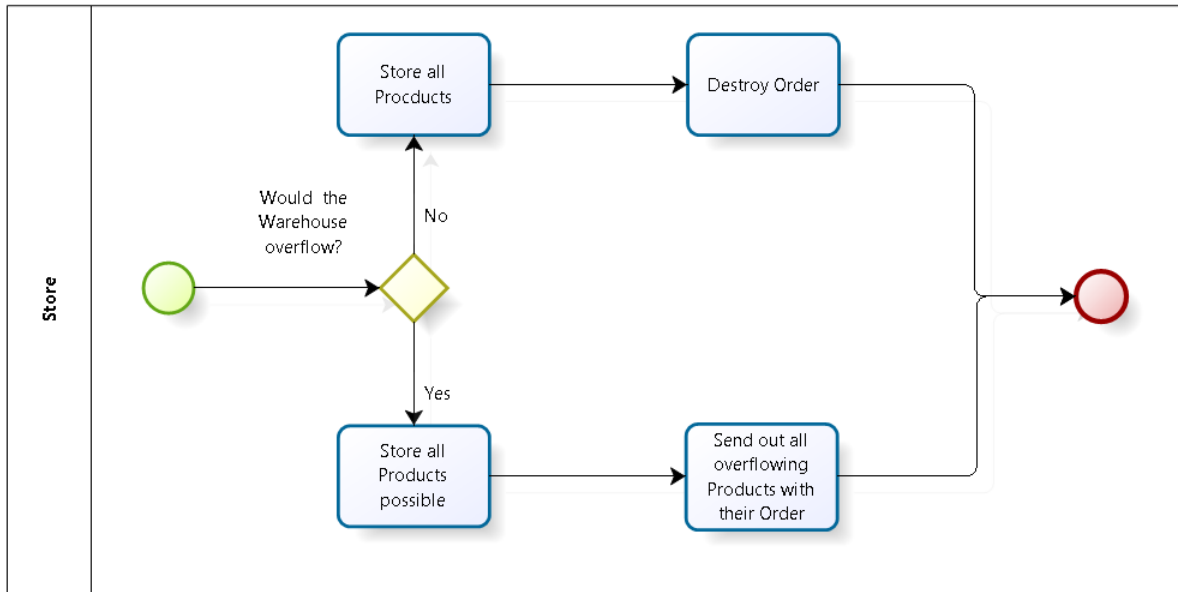 Store
Store all
Procducts
Destroy Order
Would the
Warehouse
overflow?
No
Yes
Store all
Products
possible
Send out all
overflowing
Products with
their Order